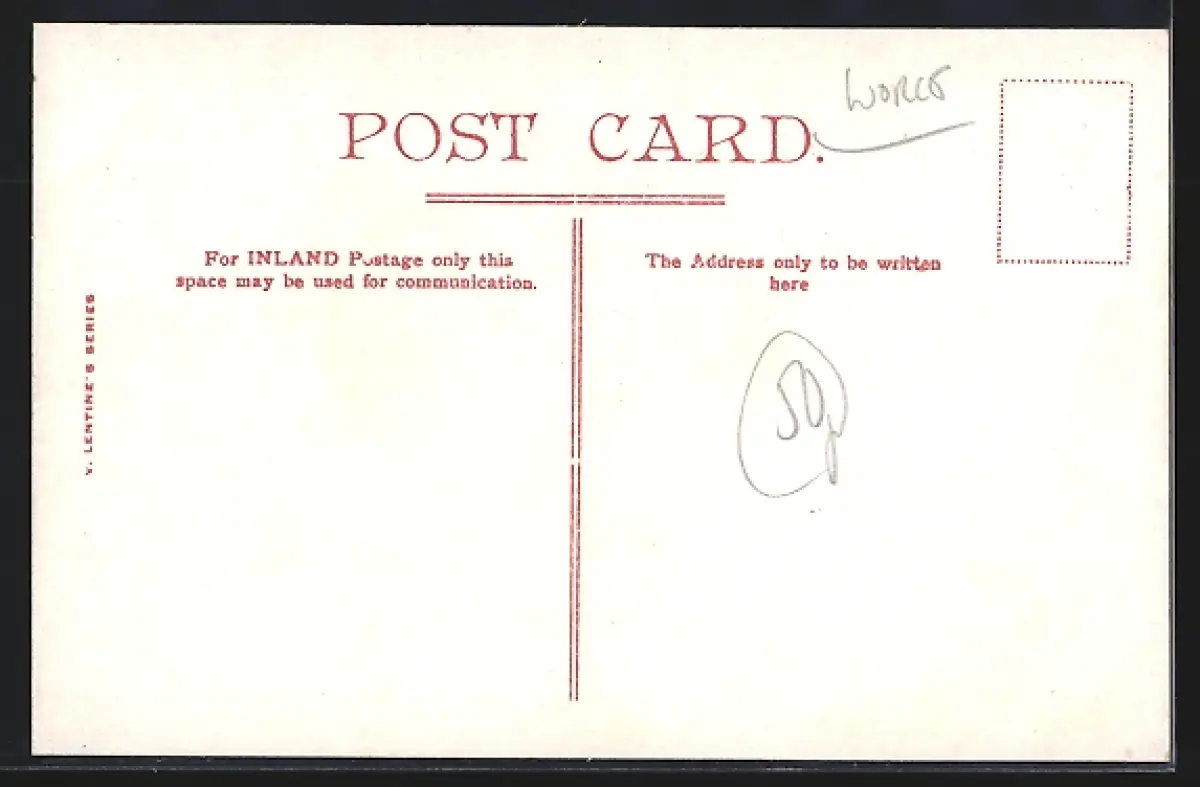 WORCS
POST CARD.
For INLAND Postage only this
space may be used for communication.
The Address only to be written
here
V. LENTINE'S SERIES
50p